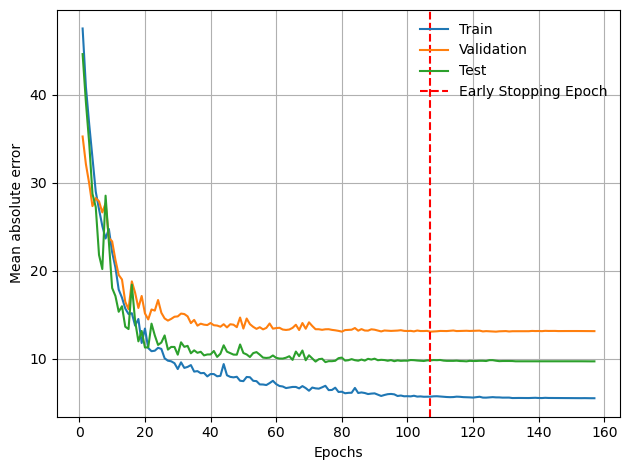 Train
Validation
Test
Early Stopping Epoch
Mean absolute error
40
30
20
10
0 20 40 60 80 100 120 140 160
Epochs